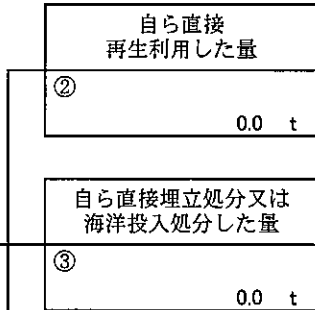 自ら直接
再生利用した量
②
0.0 t
自ら直接埋立処分又は
海洋投入処分した量
③
0.0 t